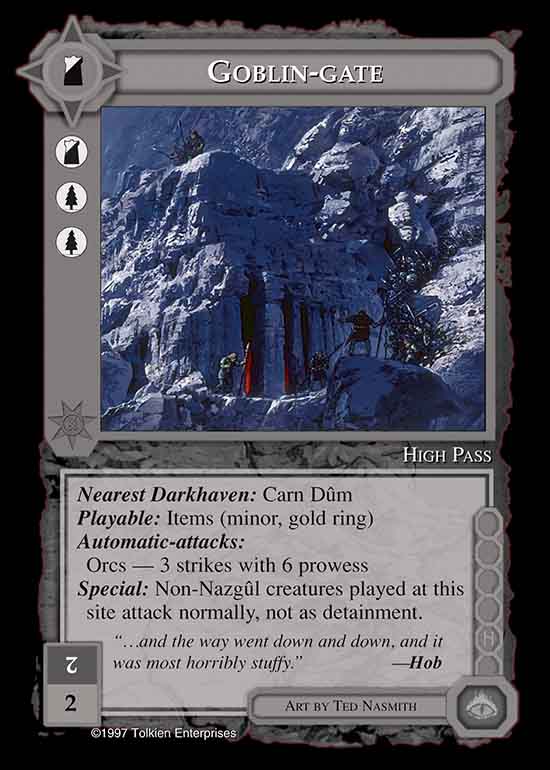 GOBLIN-GATE
HIGH PASS
Nearest Darkhaven: Carn Dûm
Playable: Items (minor, gold ring)
Automatic-attacks:
Orcs — 3 strikes with 6 prowess
Special: Non-Nazgûl creatures played at this
site attack normally, not as detainment.
“…and the way went down and down, and it
was most horribly stuffy.” —Hob
2
2
H
ART BY TED NASMITH
©1997 Tolkien Enterprises